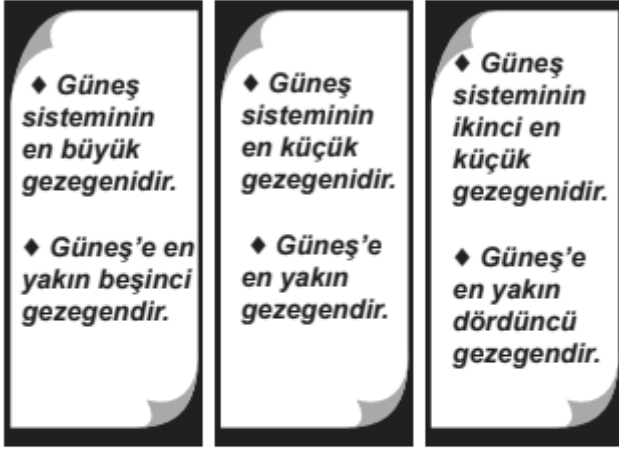 ♦ Güneş
sisteminin
en büyük
gezegenidir.
♦ Güneş’e en
yakın beşinci
gezegendir.
♦ Güneş
sisteminin
en küçük
gezegenidir.
♦ Güneş’e
en yakın
gezegendir.
♦ Güneş
sisteminin
ikinci en
küçük
gezegenidir.
♦ Güneş’e
en yakın
dördüncü
gezegendir.